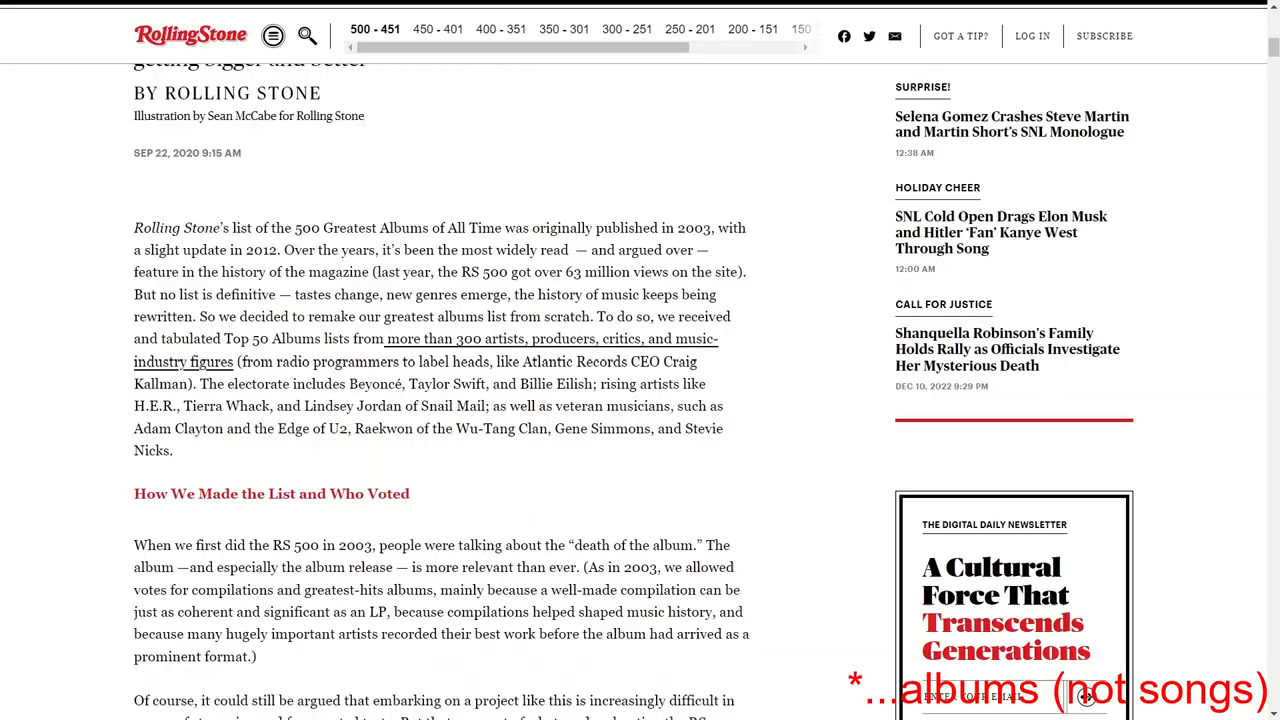 RollingStone
500 - 451 450 - 401 400 - 351 350 - 301 300 - 251 250 - 201 200 - 151 150
GOT A TIP? LOG IN SUBSCRIBE
getting bigger and better
BY ROLLING STONE
Illustration by Sean McCabe for Rolling Stone
SEP 22, 2020 9:15 AM
Rolling Stone’s list of the 500 Greatest Albums of All Time was originally published in 2003, with
a slight update in 2012. Over the years, it’s been the most widely read — and argued over —
feature in the history of the magazine (last year, the RS 500 got over 63 million views on the site).
But no list is definitive — tastes change, new genres emerge, the history of music keeps being
rewritten. So we decided to remake our greatest albums list from scratch. To do so, we received
and tabulated Top 50 Albums lists from more than 300 artists, producers, critics, and music-
industry figures (from radio programmers to label heads, like Atlantic Records CEO Craig
Kallman). The electorate includes Beyoncé, Taylor Swift, and Billie Eilish; rising artists like
H.E.R., Tierra Whack, and Lindsey Jordan of Snail Mail; as well as veteran musicians, such as
Adam Clayton and the Edge of U2, Raekwon of the Wu-Tang Clan, Gene Simmons, and Stevie
Nicks.
How We Made the List and Who Voted
When we first did the RS 500 in 2003, people were talking about the “death of the album.” The
album —and especially the album release — is more relevant than ever. (As in 2003, we allowed
votes for compilations and greatest-hits albums, mainly because a well-made compilation can be
just as coherent and significant as an LP, because compilations helped shaped music history, and
because many hugely important artists recorded their best work before the album had arrived as a
prominent format.)
Of course, it could still be argued that embarking on a project like this is increasingly difficult in
SURPRISE!
Selena Gomez Crashes Steve Martin
and Martin Short’s SNL Monologue
12:38 AM
HOLIDAY CHEER
SNL Cold Open Drags Elon Musk
and Hitler ‘Fan’ Kanye West
Through Song
12:00 AM
CALL FOR JUSTICE
Shanquella Robinson’s Family
Holds Rally as Officials Investigate
Her Mysterious Death
DEC 10, 2022 9:29 PM
THE DIGITAL DAILY NEWSLETTER
A Cultural
Force That
Transcends
Generations
ENTER YOUR EMAIL
*...albums (not songs)